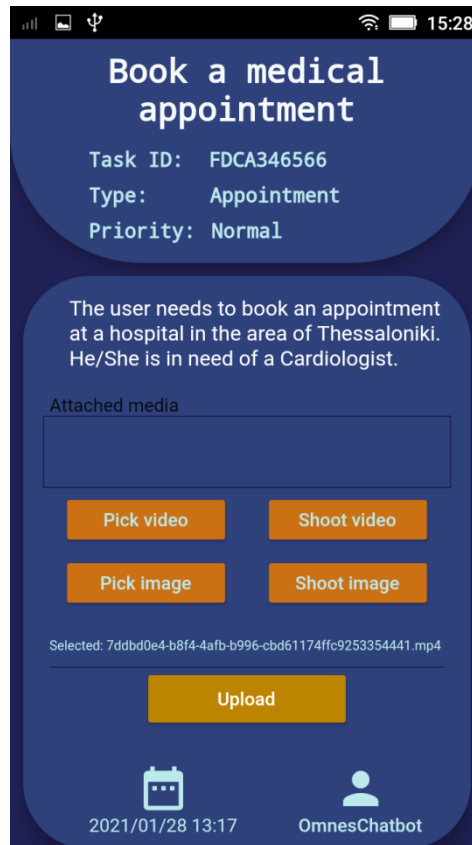 15:28
Book a medical
appointment
Task ID: FDCA346566
Type: Appointment
Priority: Normal
The user needs to book an appointment
at a hospital in the area of Thessaloniki.
He/She is in need of a Cardiologist.
Attached media
Pick video Shoot video
Pick image Shoot image
Selected: 7ddbd0e4-b8f4-4afb-b996-cbd61174ffc9253354441.mp4
Upload
2021/01/28 13:17 OmnesChatbot